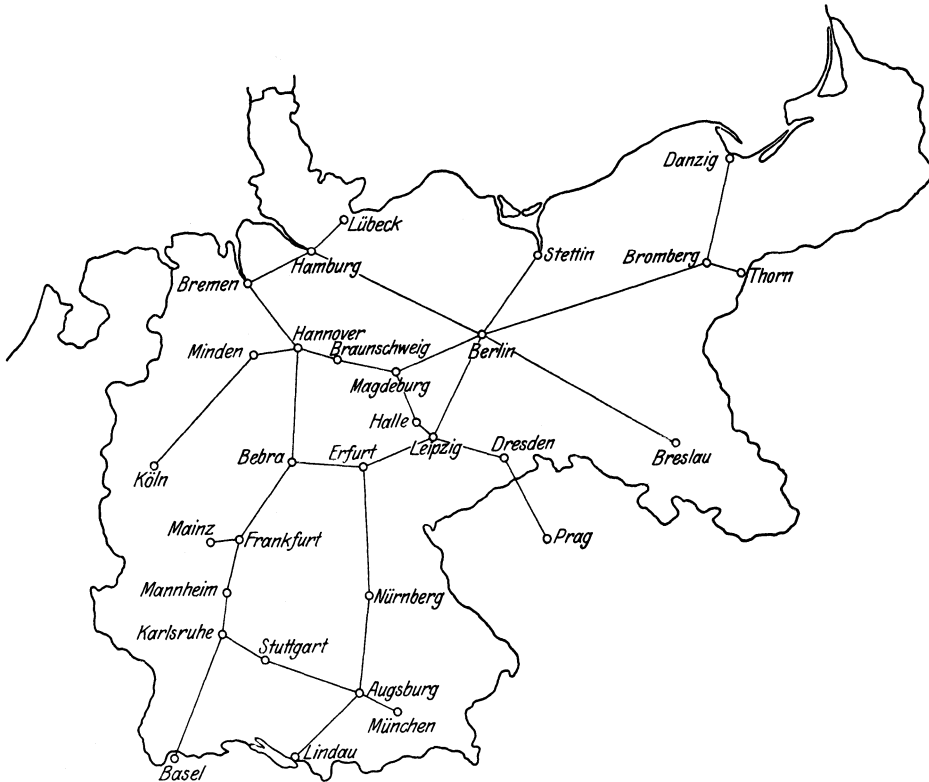 Danzig
Lübeck
Hamburg
Stettin
Bromberg
Thorn
Bremen
Hannover
Braunschweig
Minden
Berlin
Magdeburg
Halle
Leipzig
Dresden
Breslau
Bebra
Erfurt
Köln
Mainz
Frankfurt
Prag
Mannheim
Nürnberg
Karlsruhe
Stuttgart
Augsburg
München
Lindau
Basel